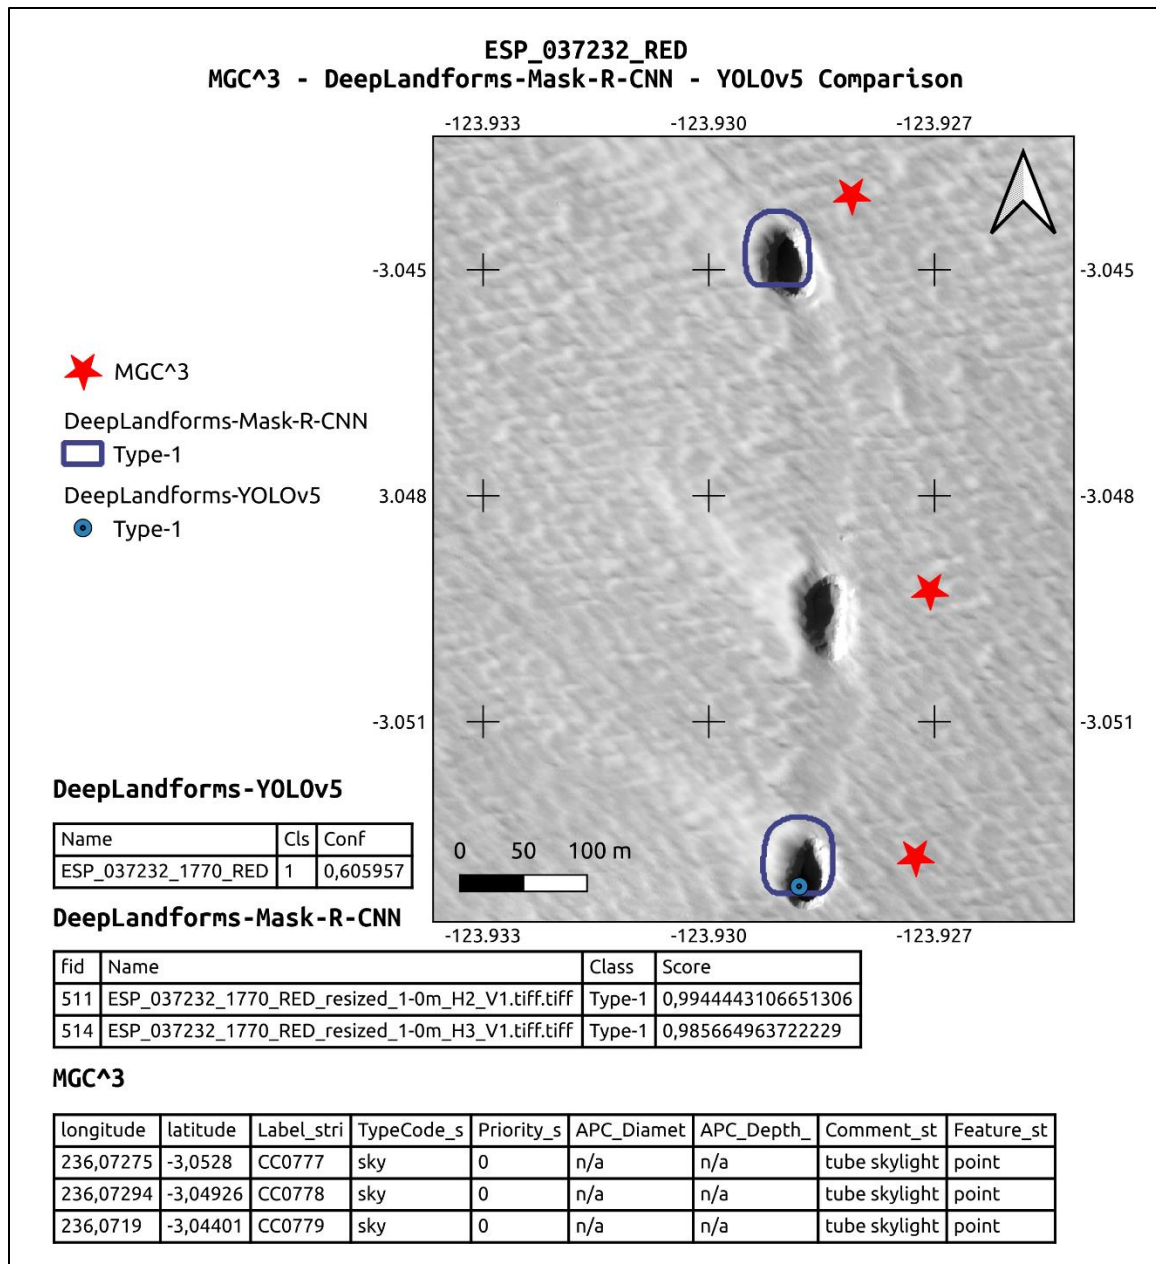 ESP_037232_RED
MGC^3 - DeepLandforms-Mask-R-CNN - YOLOv5 Comparison
-123.933 -123.930 -123.927
-3.045 -3.045
MGC^3
DeepLandforms-Mask-R-CNN
Type-1
DeepLandforms-YOLOv5
Type-1
3.048 -3.048
-3.051 -3.051
0 50 100 m
-123.933 -123.930 -123.927
DeepLandforms-YOLOv5
Name Cls Conf
ESP_037232_1770_RED 1 0,605957
DeepLandforms-Mask-R-CNN
fid Name Class Score
511 ESP_037232_1770_RED_resized_1-0m_H2_V1.tiff.tiff Type-1 0,9944443106651306
514 ESP_037232_1770_RED_resized_1-0m_H3_V1.tiff.tiff Type-1 0,985664963722229
MGC^3
longitude latitude Label_stri TypeCode_s Priority_s APC_Diamet APC_Depth_ Comment_st Feature_st
236,07275 -3,0528 CC0777 sky 0 n/a n/a tube skylight point
236,07294 -3,04926 CC0778 sky 0 n/a n/a tube skylight point
236,0719 -3,04401 CC0779 sky 0 n/a n/a tube skylight point